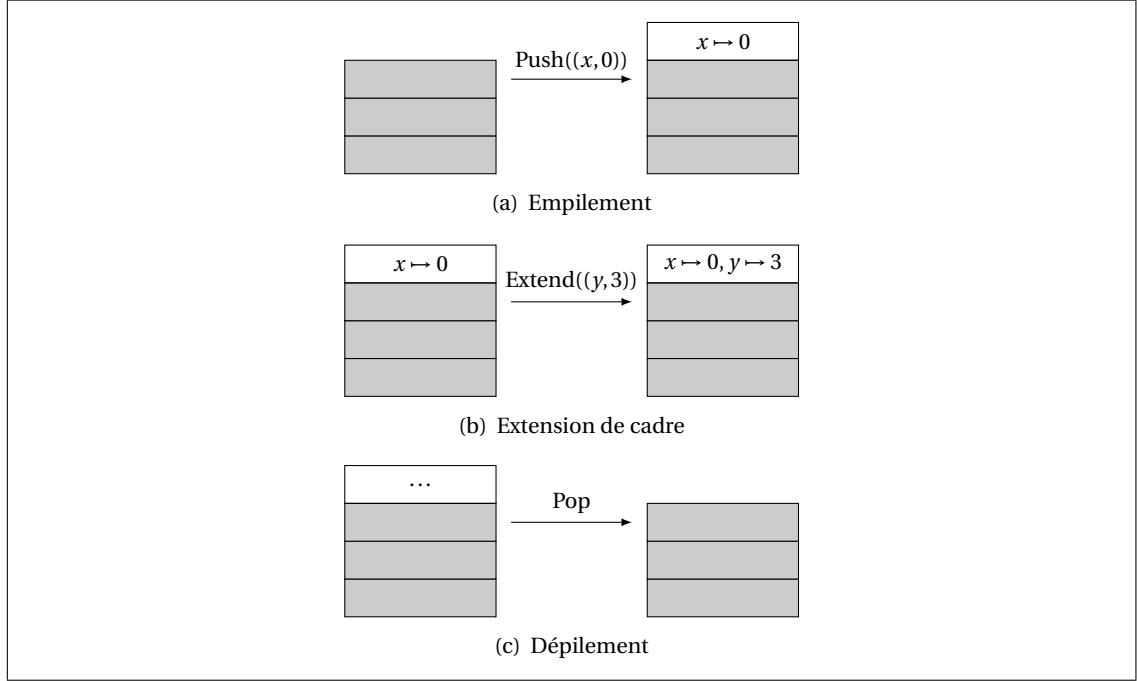 x ↦ 0
Push((x,0))
(a) Empilement
x ↦ 0
Extend((y,3))
x ↦ 0, y ↦ 3
(b) Extension de cadre
...
Pop
(c) Dépilement